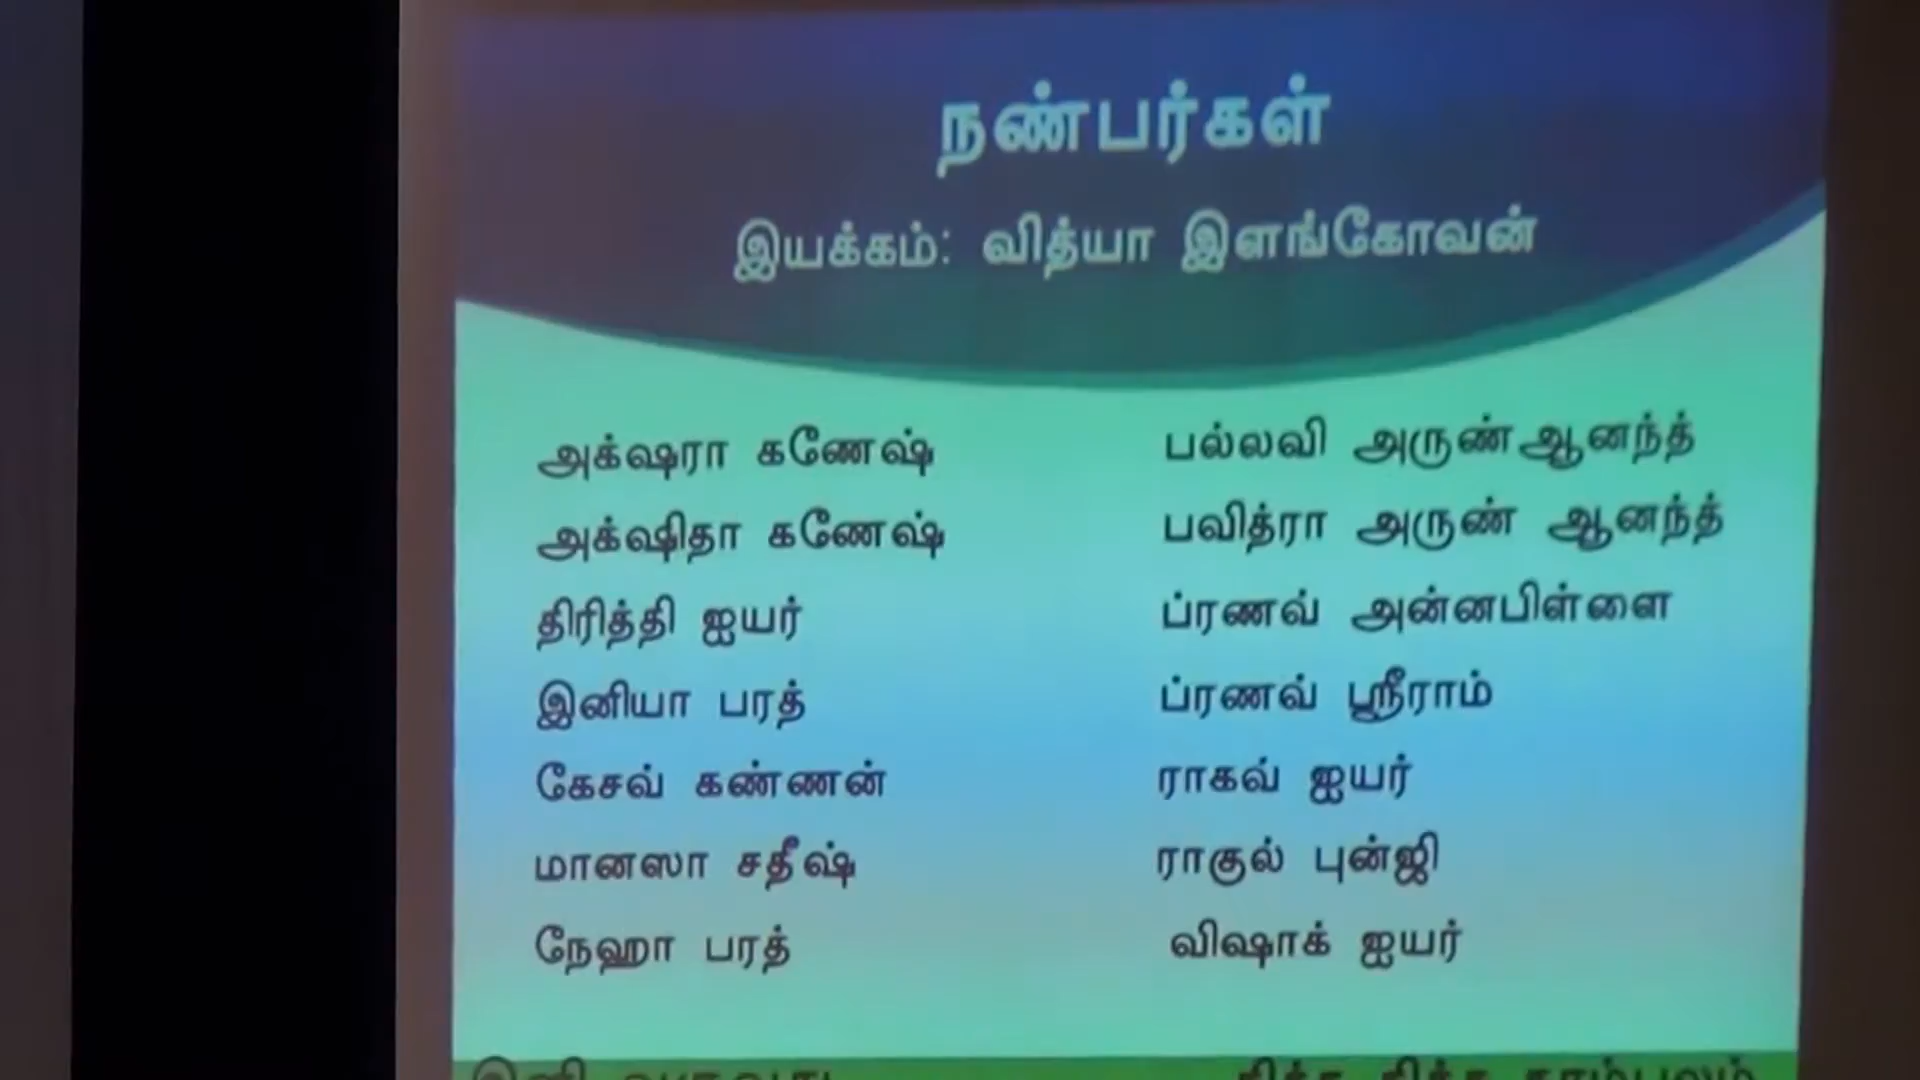 நண்பர்கள்
இயக்கம்: வித்யா இளங்கோவன்
அக்ஷரா கணேஷ்
அக்ஷிதா கணேஷ்
திரித்தி ஐயர்
இனியா பரத்
கேசவ் கண்ணன்
மானஸா சதீஷ்
நேஹா பரத்
பல்லவி அருண்ஆனந்த்
பவித்ரா அருண் ஆனந்த்
ப்ரணவ் அன்னபிள்ளை
ப்ரணவ் ஸ்ரீராம்
ராகவ் ஐயர்
ராகுல் புன்ஜி
விஷாக் ஐயர்